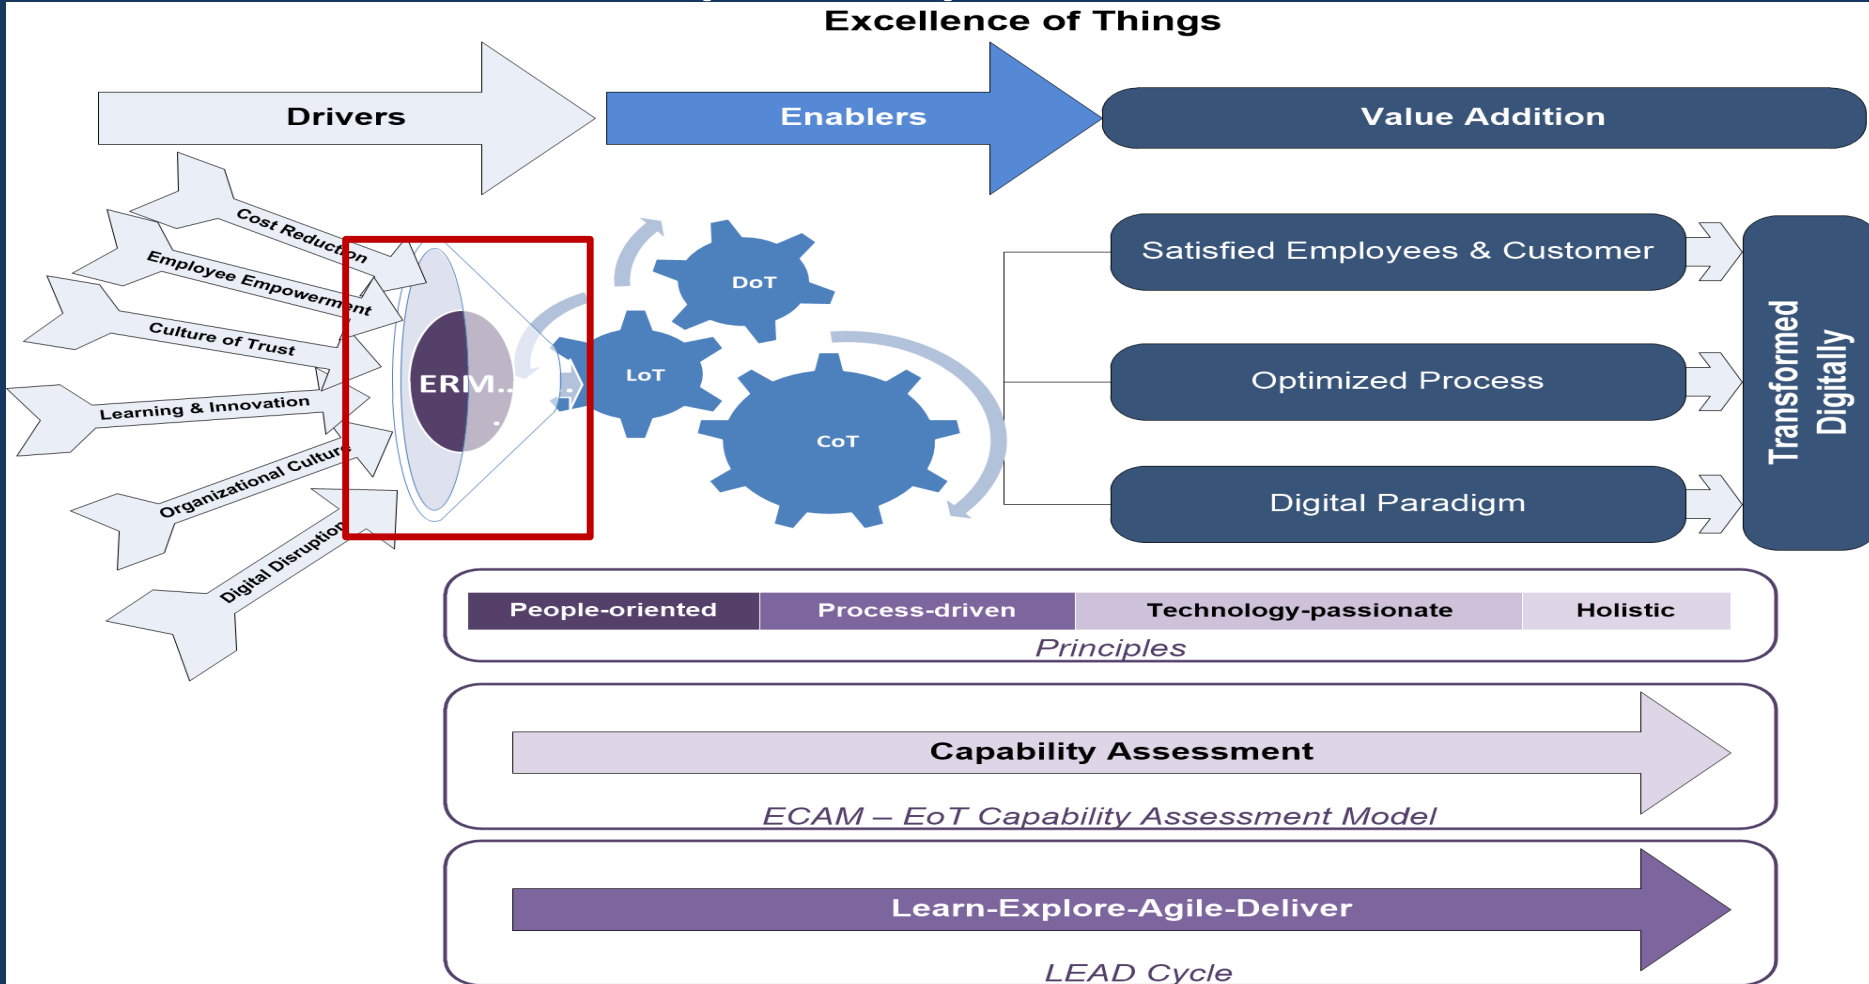 Excellence of Things
Drivers
Enablers
Value Addition
Cost Reduction
Employee Empowerment
Culture of Trust
Learning & Innovation
Organizational Culture
Digital Disruption
ERM...
DoT
LoT
CoT
Satisfied Employees & Customer
Optimized Process
Digital Paradigm
Transformed
Digitally
People-oriented
Process-driven
Technology-passionate
Holistic
Principles
Capability Assessment
ECAM – EoT Capability Assessment Model
Learn-Explore-Agile-Deliver
LEAD Cycle